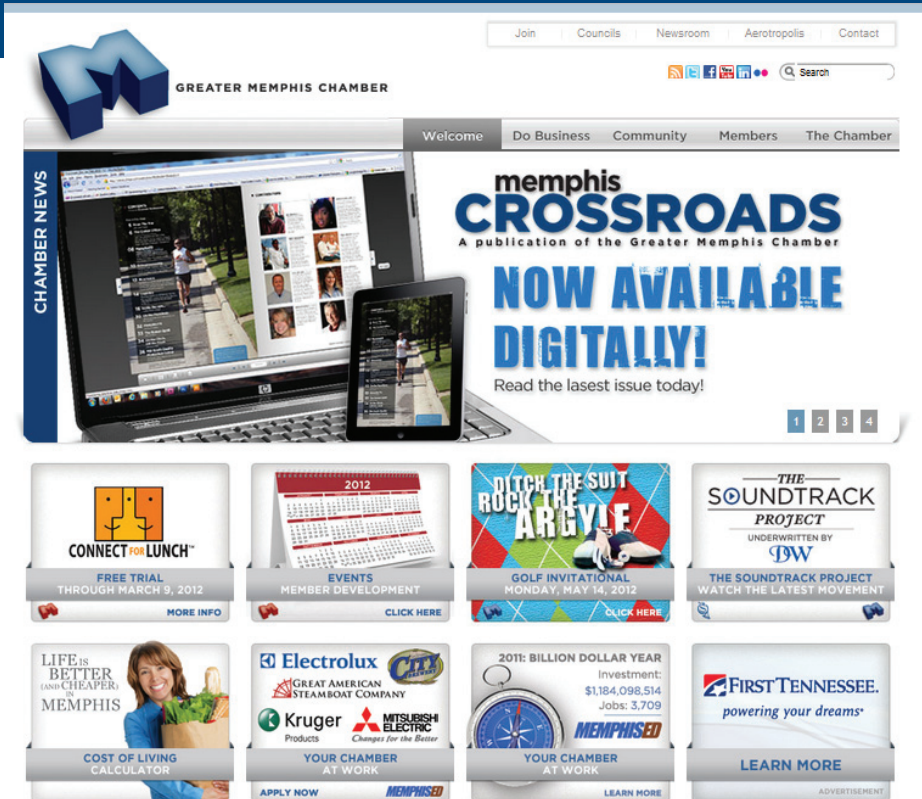 Join Councils Newsroom Aerotropolis Contact
Search
GREATER MEMPHIS CHAMBER
Welcome Do Business Community Members The Chamber
CHAMBER NEWS
memphis
CROSSROADS
A publication of the Greater Memphis Chamber
NOW AVAILABLE
DIGITALLY!
Read the lasest issue today!
1 2 3 4
CONNECT FOR LUNCH™
FREE TRIAL
THROUGH MARCH 9, 2012
MORE INFO
2012
EVENTS
MEMBER DEVELOPMENT
CLICK HERE
DITCH THE SUIT
ROCK THE
ARGYLE
GOLF INVITATIONAL
MONDAY, MAY 14, 2012
CLICK HERE
THE
SOUNDTRACK
PROJECT
UNDERWRITTEN BY
DW
THE SOUNDTRACK PROJECT
WATCH THE LATEST MOVEMENT
LIFE IS
BETTER
(AND CHEAPER)
IN
MEMPHIS
COST OF LIVING
CALCULATOR
Electrolux
CITY
GREAT AMERICAN
STEAMBOAT COMPANY
Kruger
Products
MITSUBISHI
ELECTRIC
Changes for the Better
YOUR CHAMBER
AT WORK
APPLY NOW
MEMPHISED
2011: BILLION DOLLAR YEAR
Investment:
$1,184,098,514
Jobs: 3,709
MEMPHISED
YOUR CHAMBER
AT WORK
LEARN MORE
FIRST TENNESSEE.
powering your dreams
LEARN MORE
ADVERTISEMENT